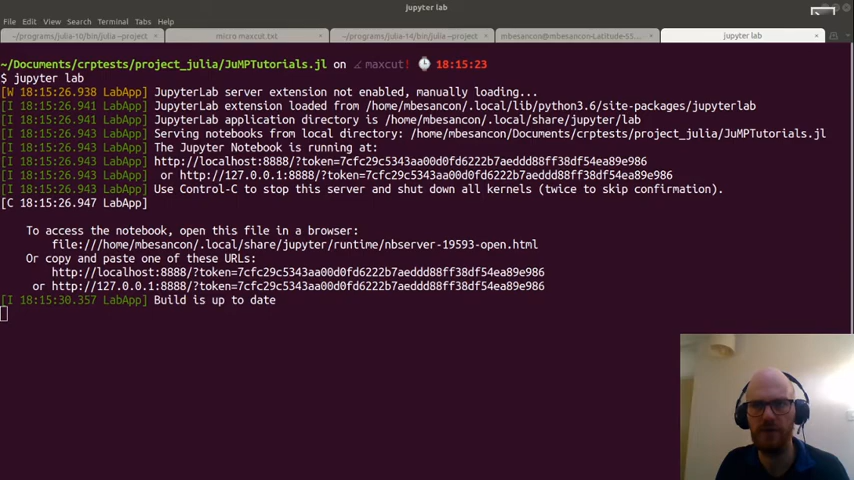 jupyter lab
File Edit View Search Terminal Tabs Help
~/programs/julia-10/bin/julia --project
micro maxcut.txt
~/programs/julia-14/bin/julia --project
mbesancon@mbesancon-Latitude-55...
jupyter lab
~/Documents/crptests/project_julia/JuMPTutorials.jl on maxcut! 18:15:23
$ jupyter lab
[W 18:15:26.938 LabApp] JupyterLab server extension not enabled, manually loading...
[I 18:15:26.941 LabApp] JupyterLab extension loaded from /home/mbesancon/.local/lib/python3.6/site-packages/jupyterlab
[I 18:15:26.941 LabApp] JupyterLab application directory is /home/mbesancon/.local/share/jupyter/lab
[I 18:15:26.943 LabApp] Serving notebooks from local directory: /home/mbesancon/Documents/crptests/project_julia/JuMPTutorials.jl
[I 18:15:26.943 LabApp] The Jupyter Notebook is running at:
[I 18:15:26.943 LabApp] http://localhost:8888/?token=7cfc29c5343aa00d0fd6222b7aeddd88ff38df54ea89e986
[I 18:15:26.943 LabApp] or http://127.0.0.1:8888/?token=7cfc29c5343aa00d0fd6222b7aeddd88ff38df54ea89e986
[I 18:15:26.943 LabApp] Use Control-C to stop this server and shut down all kernels (twice to skip confirmation).
[C 18:15:26.947 LabApp]
To access the notebook, open this file in a browser:
file:///home/mbesancon/.local/share/jupyter/runtime/nbserver-19593-open.html
Or copy and paste one of these URLs:
http://localhost:8888/?token=7cfc29c5343aa00d0fd6222b7aeddd88ff38df54ea89e986
or http://127.0.0.1:8888/?token=7cfc29c5343aa00d0fd6222b7aeddd88ff38df54ea89e986
[I 18:15:30.357 LabApp] Build is up to date